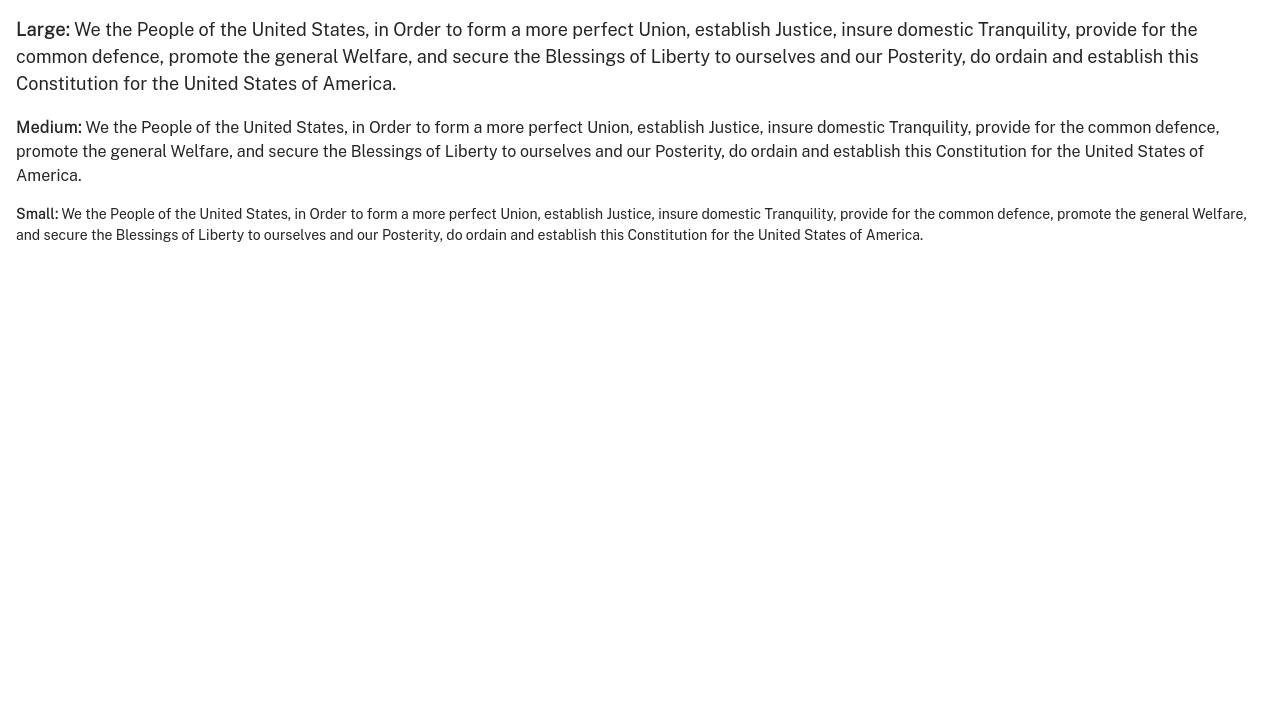 Large: We the People of the United States, in Order to form a more perfect Union, establish Justice, insure domestic Tranquility, provide for the
common defence, promote the general Welfare, and secure the Blessings of Liberty to ourselves and our Posterity, do ordain and establish this
Constitution for the United States of America.
Medium: We the People of the United States, in Order to form a more perfect Union, establish Justice, insure domestic Tranquility, provide for the common defence,
promote the general Welfare, and secure the Blessings of Liberty to ourselves and our Posterity, do ordain and establish this Constitution for the United States of
America.
Small: We the People of the United States, in Order to form a more perfect Union, establish Justice, insure domestic Tranquility, provide for the common defence, promote the general Welfare,
and secure the Blessings of Liberty to ourselves and our Posterity, do ordain and establish this Constitution for the United States of America.